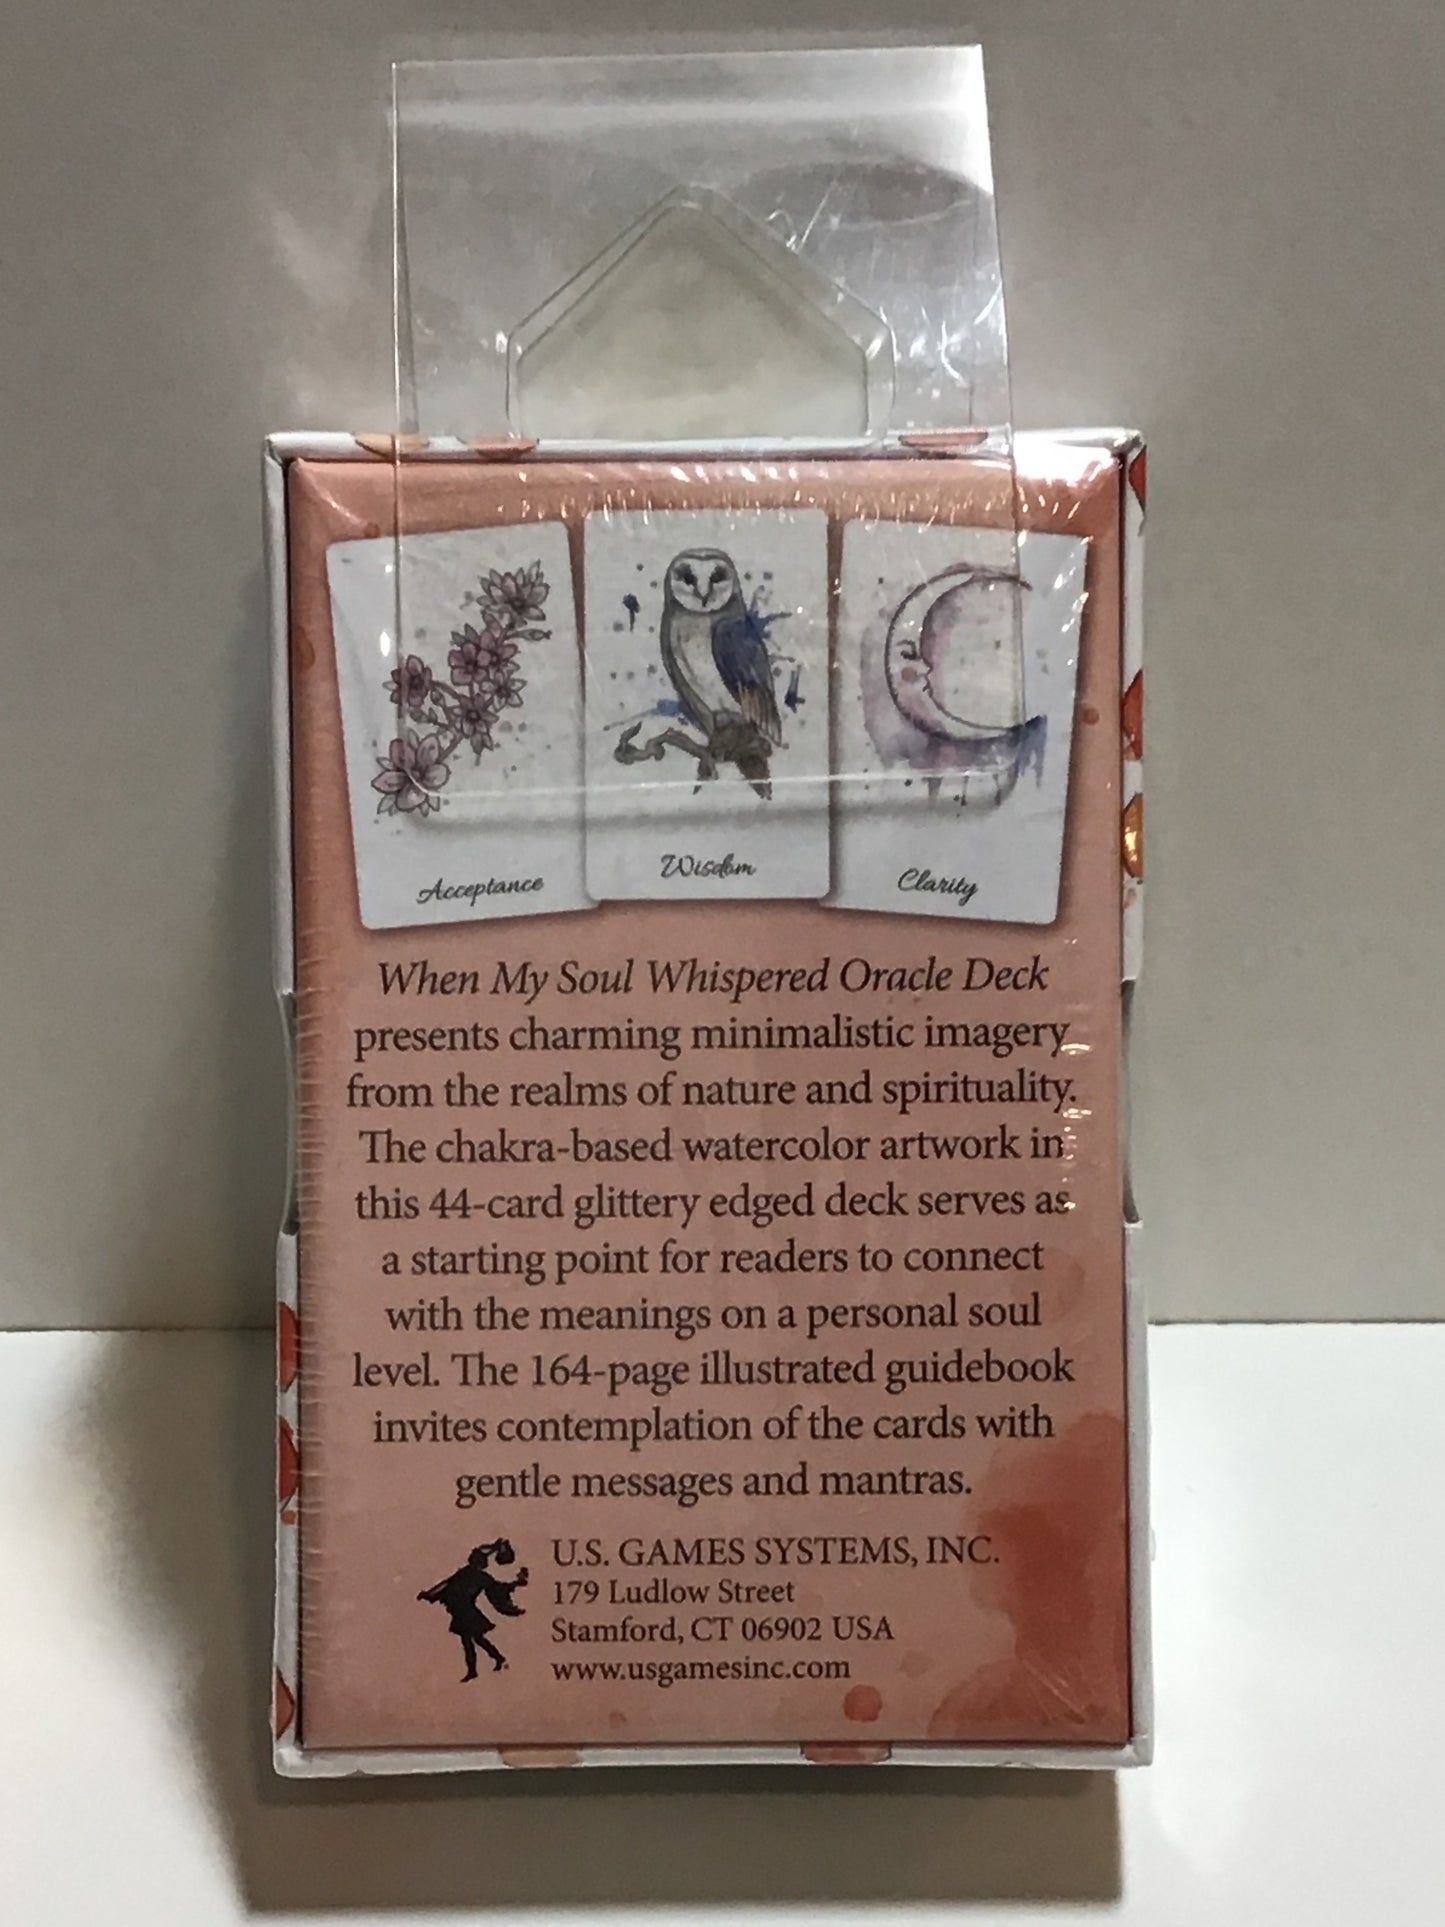 Acceptance
Wisdom
Clarity
When My Soul Whispered Oracle Deck
presents charming minimalistic imagery
from the realms of nature and spirituality.
The chakra-based watercolor artwork in
this 44-card glittery edged deck serves as
a starting point for readers to connect
with the meanings on a personal soul
level. The 164-page illustrated guidebook
invites contemplation of the cards with
gentle messages and mantras.
U.S. GAMES SYSTEMS, INC.
179 Ludlow Street
Stamford, CT 06902 USA
www.usgamesinc.com